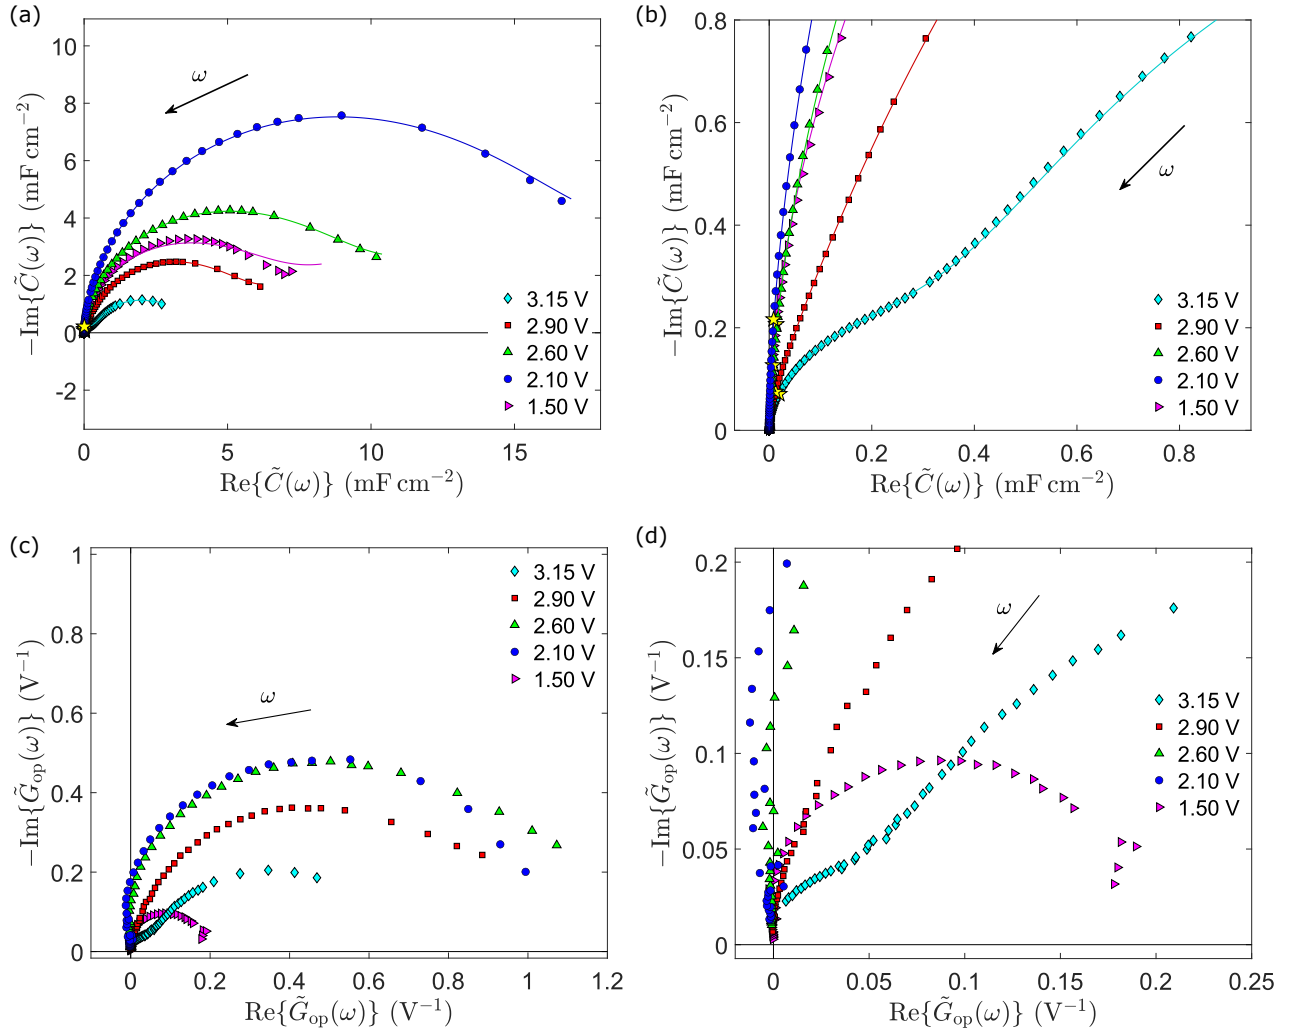 (a)
10
8
6
4
2
0
-2
0
5
10
15
−Im{C̃(ω)} (mF cm⁻²)
Re{C̃(ω)} (mF cm⁻²)
ω
3.15 V
2.90 V
2.60 V
2.10 V
1.50 V
(b)
0.8
0.6
0.4
0.2
0
0
0.2
0.4
0.6
0.8
−Im{C̃(ω)} (mF cm⁻²)
Re{C̃(ω)} (mF cm⁻²)
ω
3.15 V
2.90 V
2.60 V
2.10 V
1.50 V
(c)
1
0.8
0.6
0.4
0.2
0
0
0.2
0.4
0.6
0.8
1
1.2
−Im{G̃op(ω)} (V⁻¹)
Re{G̃op(ω)} (V⁻¹)
ω
3.15 V
2.90 V
2.60 V
2.10 V
1.50 V
(d)
0.2
0.15
0.1
0.05
0
0
0.05
0.1
0.15
0.2
0.25
−Im{G̃op(ω)} (V⁻¹)
Re{G̃op(ω)} (V⁻¹)
ω
3.15 V
2.90 V
2.60 V
2.10 V
1.50 V